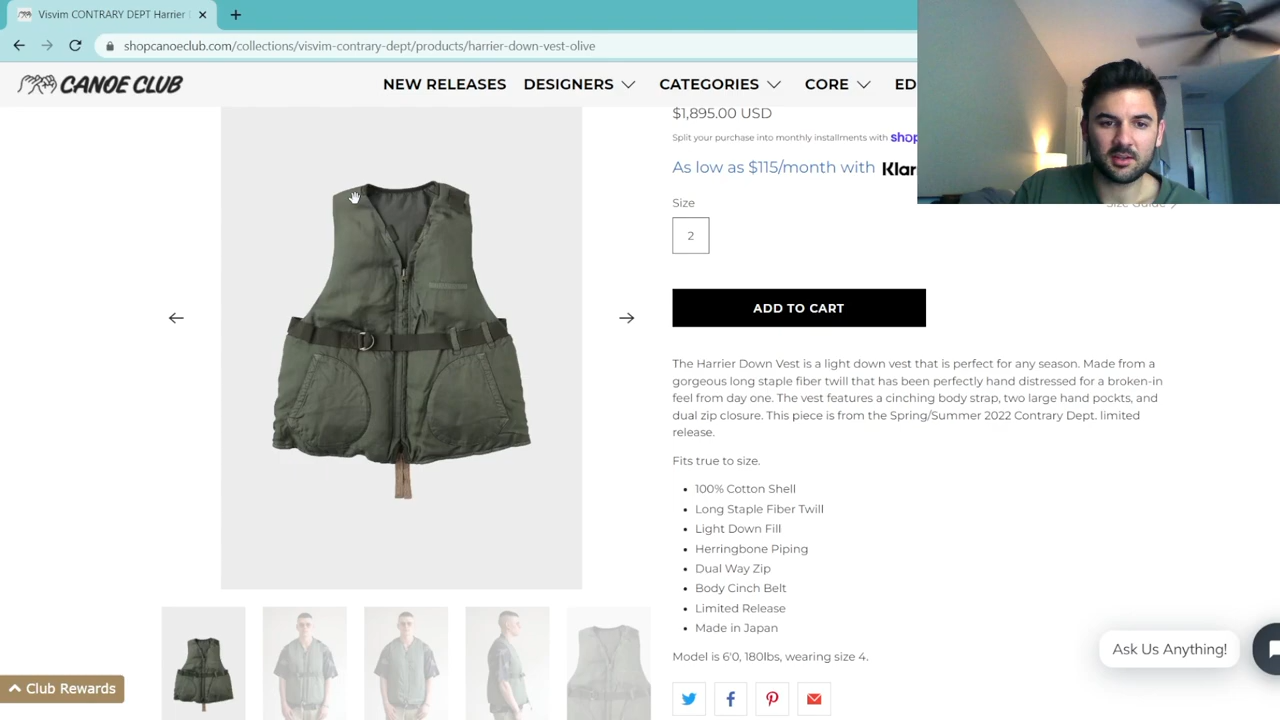 Visvim CONTRARY DEPT Harrier
shopcanoeclub.com/collections/visvim-contrary-dept/products/harrier-down-vest-olive
CANOE CLUB
NEW RELEASES DESIGNERS CATEGORIES CORE ED
$1,895.00 USD
Split your purchase into monthly installments with shop
As low as $115/month with Klar
Size
Size Guide
2
ADD TO CART
The Harrier Down Vest is a light down vest that is perfect for any season. Made from a
gorgeous long staple fiber twill that has been perfectly hand distressed for a broken-in
feel from day one. The vest features a cinching body strap, two large hand pockts, and
dual zip closure. This piece is from the Spring/Summer 2022 Contrary Dept. limited
release.
Fits true to size.
• 100% Cotton Shell
• Long Staple Fiber Twill
• Light Down Fill
• Herringbone Piping
• Dual Way Zip
• Body Cinch Belt
• Limited Release
• Made in Japan
Model is 6'0, 180lbs, wearing size 4.
Ask Us Anything!
Club Rewards